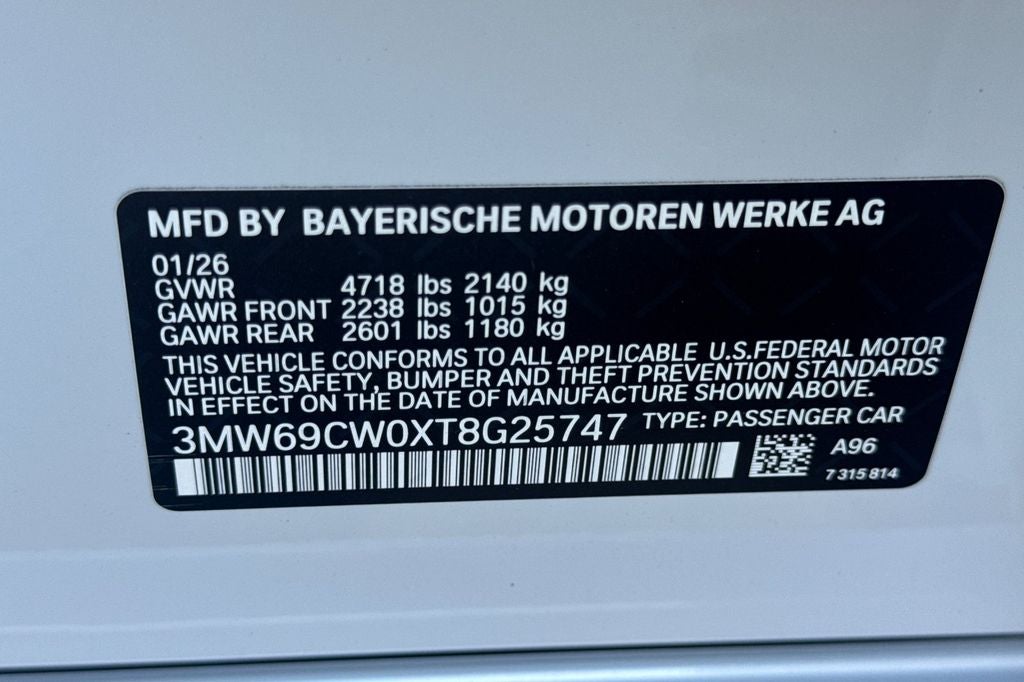 MFD BY BAYERISCHE MOTOREN WERKE AG
01/26
GVWR 4718 lbs 2140 kg
GAWR FRONT 2238 lbs 1015 kg
GAWR REAR 2601 lbs 1180 kg
THIS VEHICLE CONFORMS TO ALL APPLICABLE U.S.FEDERAL MOTOR
VEHICLE SAFETY, BUMPER AND THEFT PREVENTION STANDARDS
IN EFFECT ON THE DATE OF MANUFACTURE SHOWN ABOVE.
3MW69CW0XT8G25747 TYPE: PASSENGER CAR
A96
7 315 814